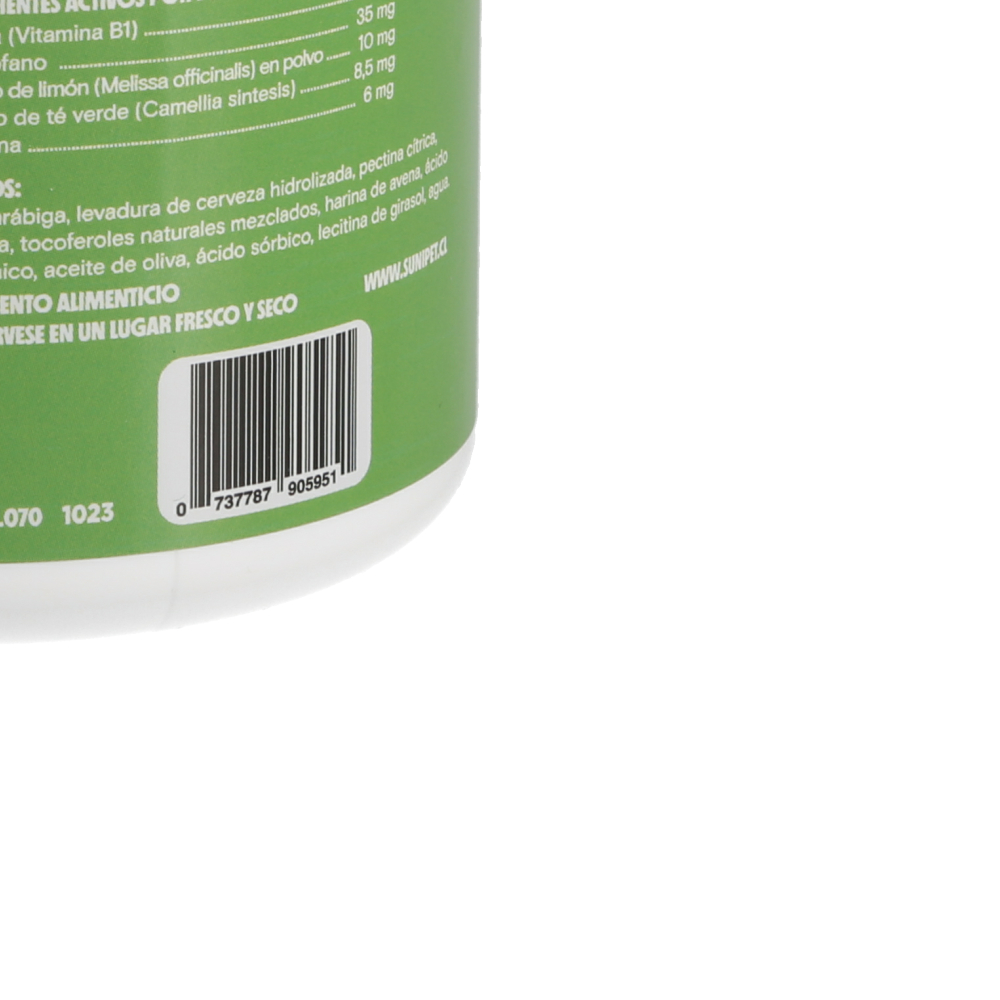 (Vitamina B1)
35 mg
fano
10 mg
de limón (Melissa officinalis) en polvo
8,5 mg
de té verde (Camellia sintesis)
6 mg
na
OS:
arábiga, levadura de cerveza hidrolizada, pectina cítrica,
a, tocoferoles naturales mezclados, harina de avena, ácido
ico, aceite de oliva, ácido sórbico, lecitina de girasol, agua.
ENTO ALIMENTICIO
WWW.SUNIPET.CL
RVESE EN UN LUGAR FRESCO Y SECO
0 737787 905951
.070 1023